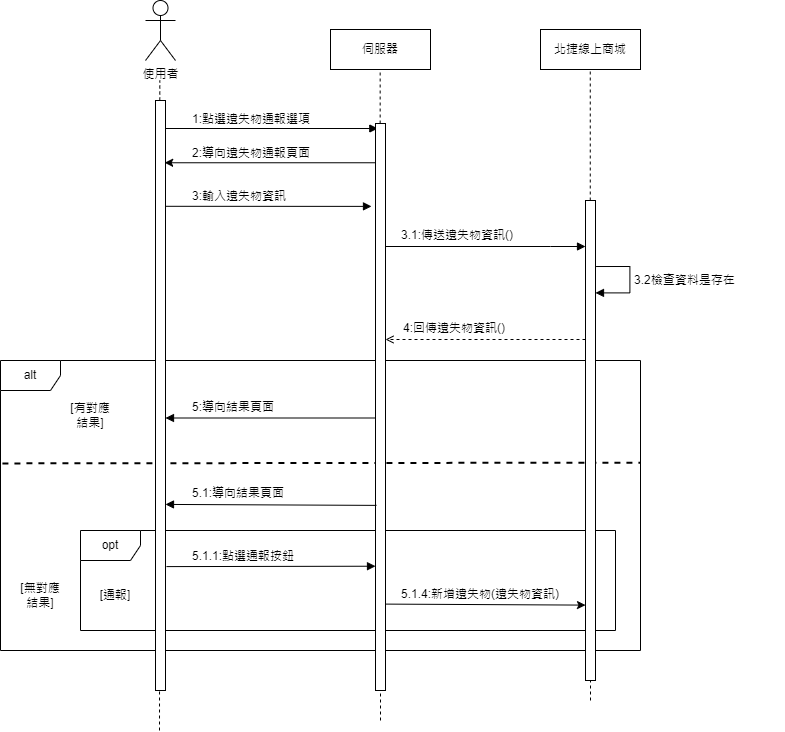 使用者
伺服器
北捷線上商城
1:點選遺失物通報選項
2:導向遺失物通報頁面
3:輸入遺失物資訊
3.1:傳送遺失物資訊()
3.2檢查資料是存在
4:回傳遺失物資訊()
alt
[有對應
結果]
5:導向結果頁面
5.1:導向結果頁面
opt
5.1.1:點選通報按鈕
[無對應
結果]
[通報]
5.1.4:新增遺失物(遺失物資訊)